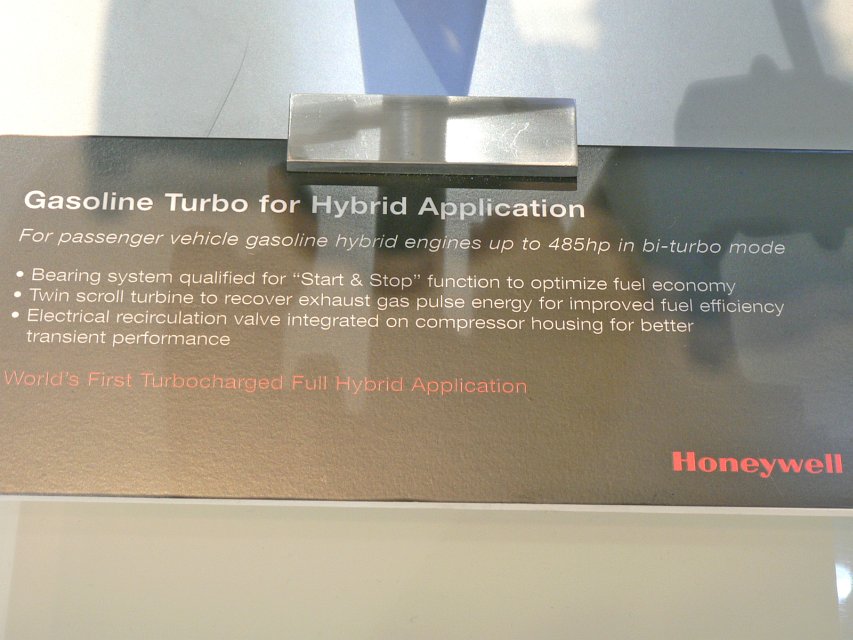 Gasoline Turbo for Hybrid Application
For passenger vehicle gasoline hybrid engines up to 485hp in bi-turbo mode
• Bearing system qualified for “Start & Stop” function to optimize fuel economy
• Twin scroll turbine to recover exhaust gas pulse energy for improved fuel efficiency
• Electrical recirculation valve integrated on compressor housing for better
transient performance
World's First Turbocharged Full Hybrid Application
Honeywell